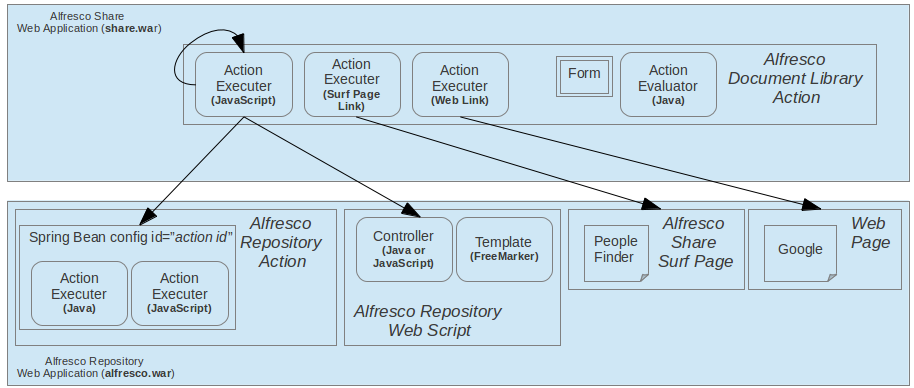 Alfresco Share
Web Application (share.war)
Action
Executer
(JavaScript)
Action
Executer
(Surf Page
Link)
Action
Executer
(Web Link)
Form
Action
Evaluator
(Java)
Alfresco
Document Library
Action
Spring Bean config id="action id"
Action
Executer
(Java)
Action
Executer
(JavaScript)
Alfresco
Repository
Action
Controller
(Java or
JavaScript)
Template
(FreeMarker)
Alfresco Repository
Web Script
People
Finder
Alfresco
Share
Surf Page
Google
Web
Page
Alfresco Repository
Web Application (alfresco.war)